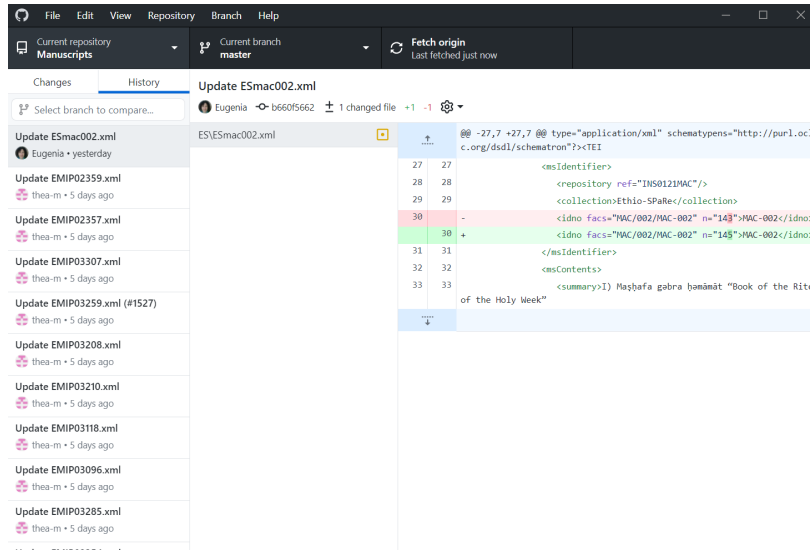 File Edit View Repository Branch Help
Current repository
Manuscripts
Current branch
master
Fetch origin
Last fetched just now
Changes History
Select branch to compare...
Update ESmac002.xml
Eugenia • yesterday
Update EMIP02359.xml
thea-m • 5 days ago
Update EMIP02357.xml
thea-m • 5 days ago
Update EMIP03307.xml
thea-m • 5 days ago
Update EMIP03259.xml (#1527)
thea-m • 5 days ago
Update EMIP03208.xml
thea-m • 5 days ago
Update EMIP03210.xml
thea-m • 5 days ago
Update EMIP03118.xml
thea-m • 5 days ago
Update EMIP03096.xml
thea-m • 5 days ago
Update EMIP03285.xml
thea-m • 5 days ago
Update ESmac002.xml
Eugenia b660f5662 1 changed file +1 -1
ES\ESmac002.xml
@@ -27,7 +27,7 @@ type="application/xml" schematypens="http://purl.ocl
c.org/dsdl/schematron"?><TEI
27 27 <msIdentifier>
28 28 <repository ref="INS0121MAC"/>
29 29 <collection>Ethio-SPaRe</collection>
30 - <idno facs="MAC/002/MAC-002" n="143">MAC-002</idno>
30 + <idno facs="MAC/002/MAC-002" n="145">MAC-002</idno>
31 31 </msIdentifier>
32 32 <msContents>
33 33 <summary>I) Maṣḥafa gǝbra ḥǝmāmāt “Book of the Rite
of the Holy Week”